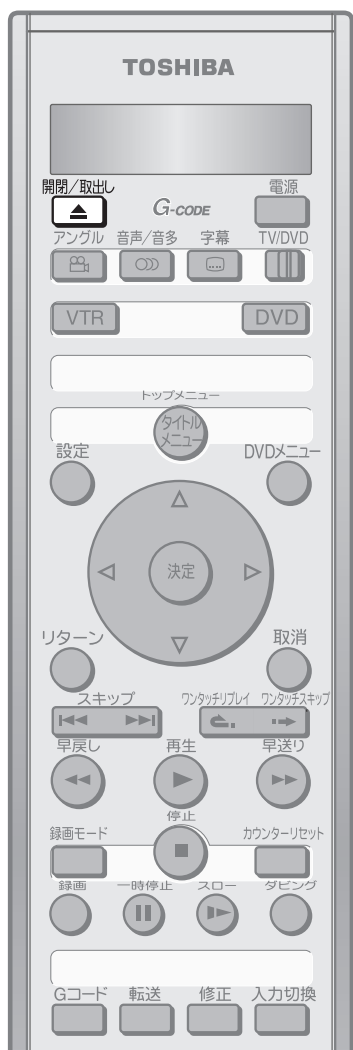 TOSHIBA
開閉/取出し
G-CODE
電源
アングル 音声/音多 字幕 TV/DVD
VTR DVD
トップメニュー
タイトル
メニュー
設定 DVDメニュー
決定
リターン 取消
スキップ ワンタッチリプレイ ワンタッチスキップ
早戻し 再生 早送り
停止
録画モード カウンターリセット
録画 一時停止 スロー ダビング
Gコード 転送 修正 入力切換